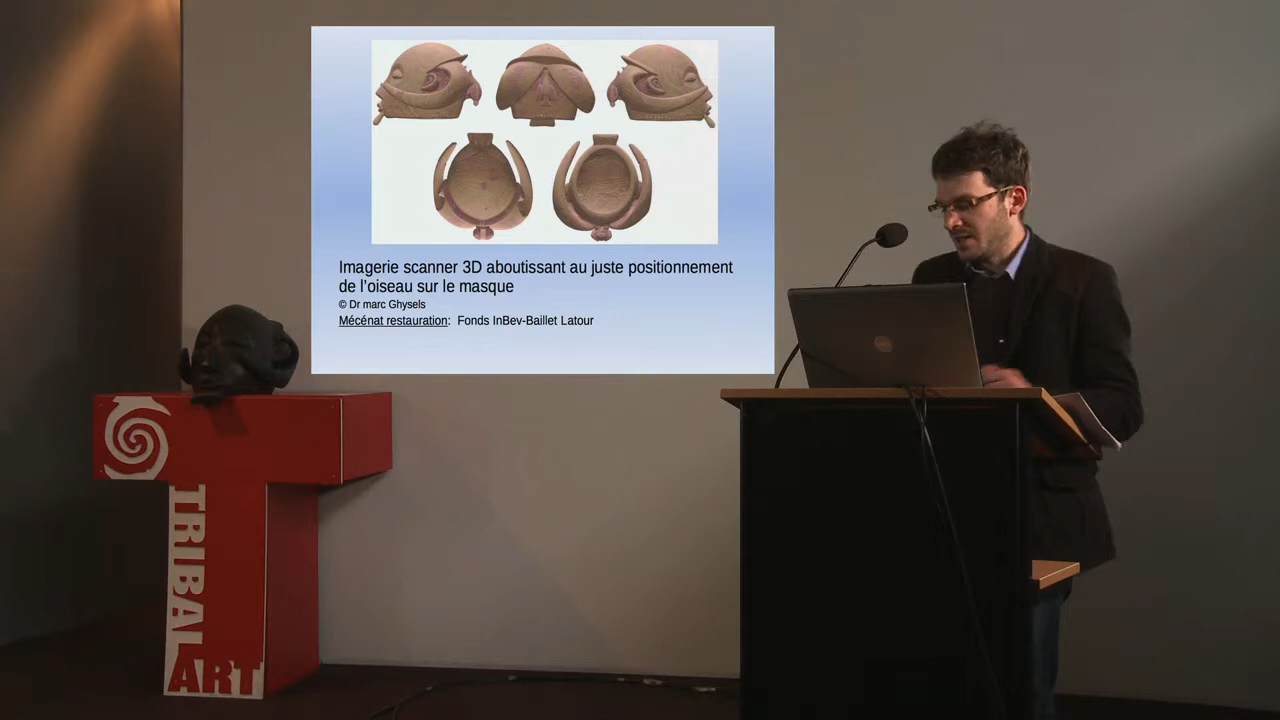 Imagerie scanner 3D aboutissant au juste positionnement
de l'oiseau sur le masque
© Dr marc Ghysels
Mécénat restauration: Fonds InBev-Baillet Latour
TRIBAL
ART